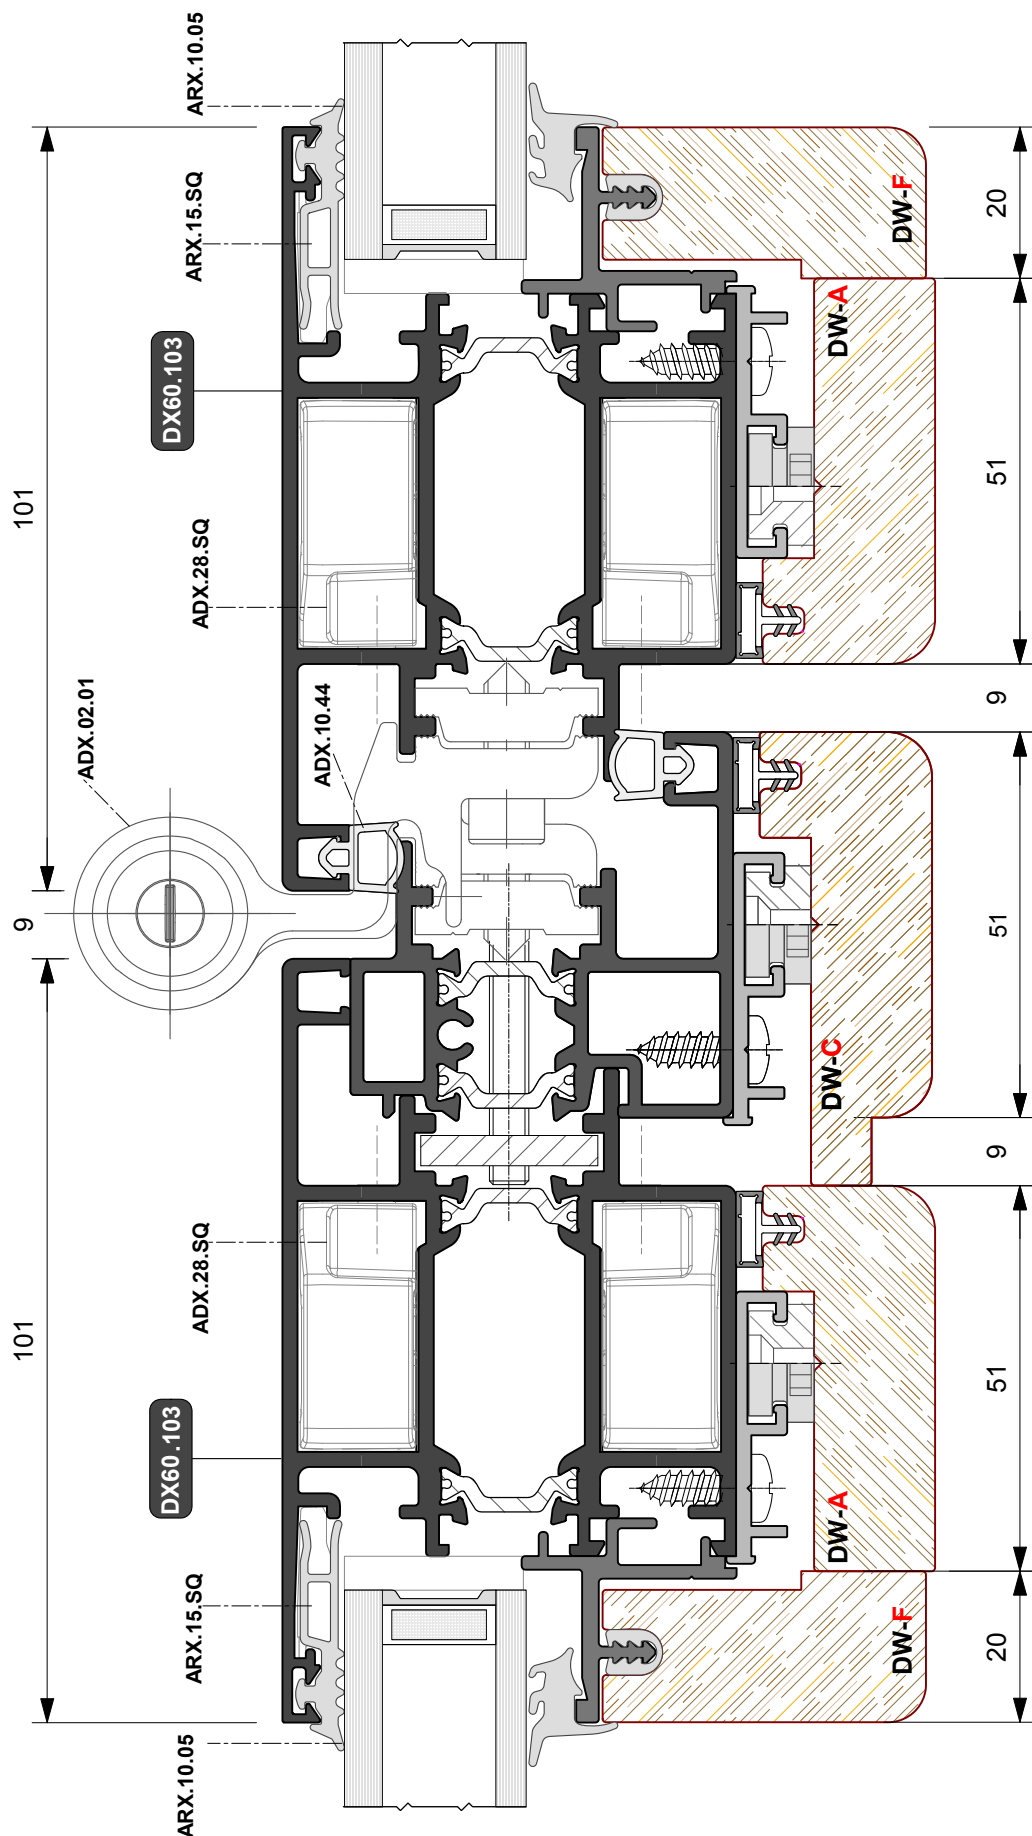 ARX.10.05
ARX.15.SQ
DX60.103
ADX.28.SQ
ADX.02.01
ADX.10.44
ADX.28.SQ
DX60.103
ARX.15.SQ
ARX.10.05
101
9
101
DW-F
DW-A
DW-C
DW-A
DW-F
20
51
9
51
9
51
20